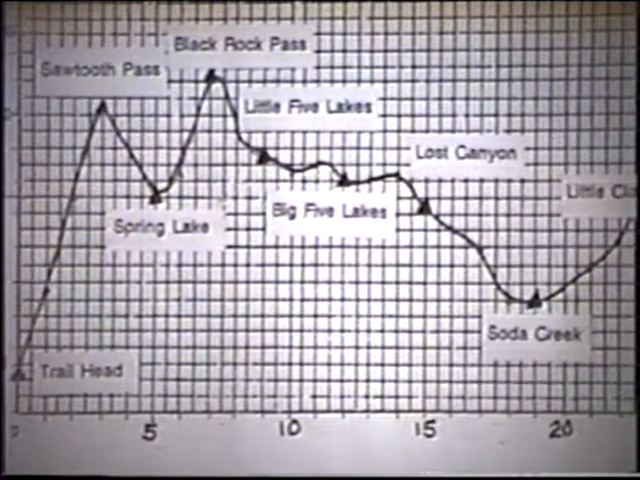 Black Rock Pass
Sawtooth Pass
Little Five Lakes
Lost Canyon
Little
Big Five Lakes
Spring Lake
Soda Creek
Trail Head
5
10
15
20